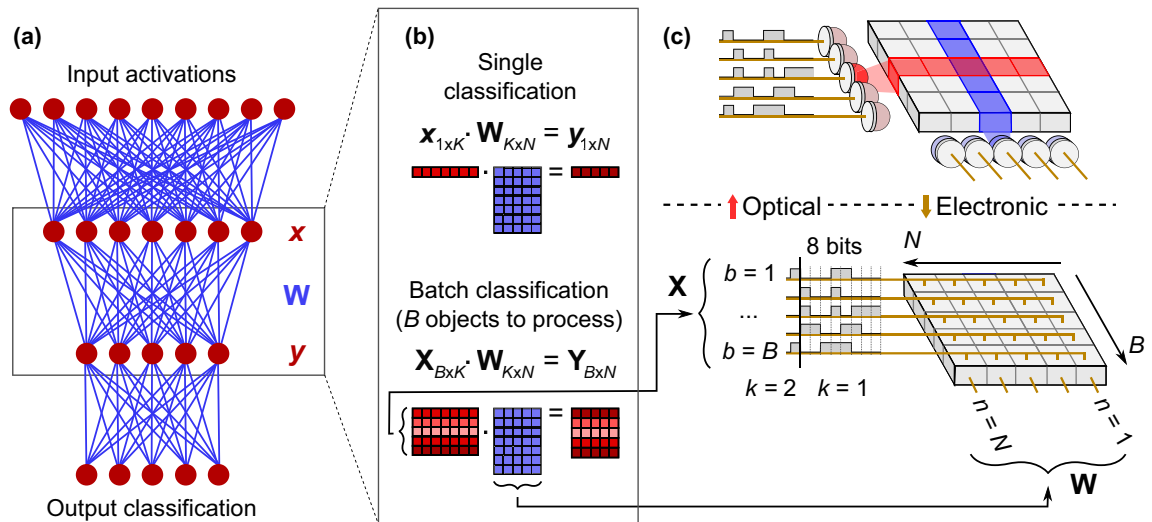 (a)
Input activations
x
W
y
Output classification
(b)
Single
classification
x1xK · WKxN = y1xN
· =
Batch classification
(B objects to process)
XBxK · WKxN = YBxN
· =
(c)
Optical
Electronic
8 bits
N
X
b = 1
...
b = B
k = 2
k = 1
B
n = N
n = 1
W